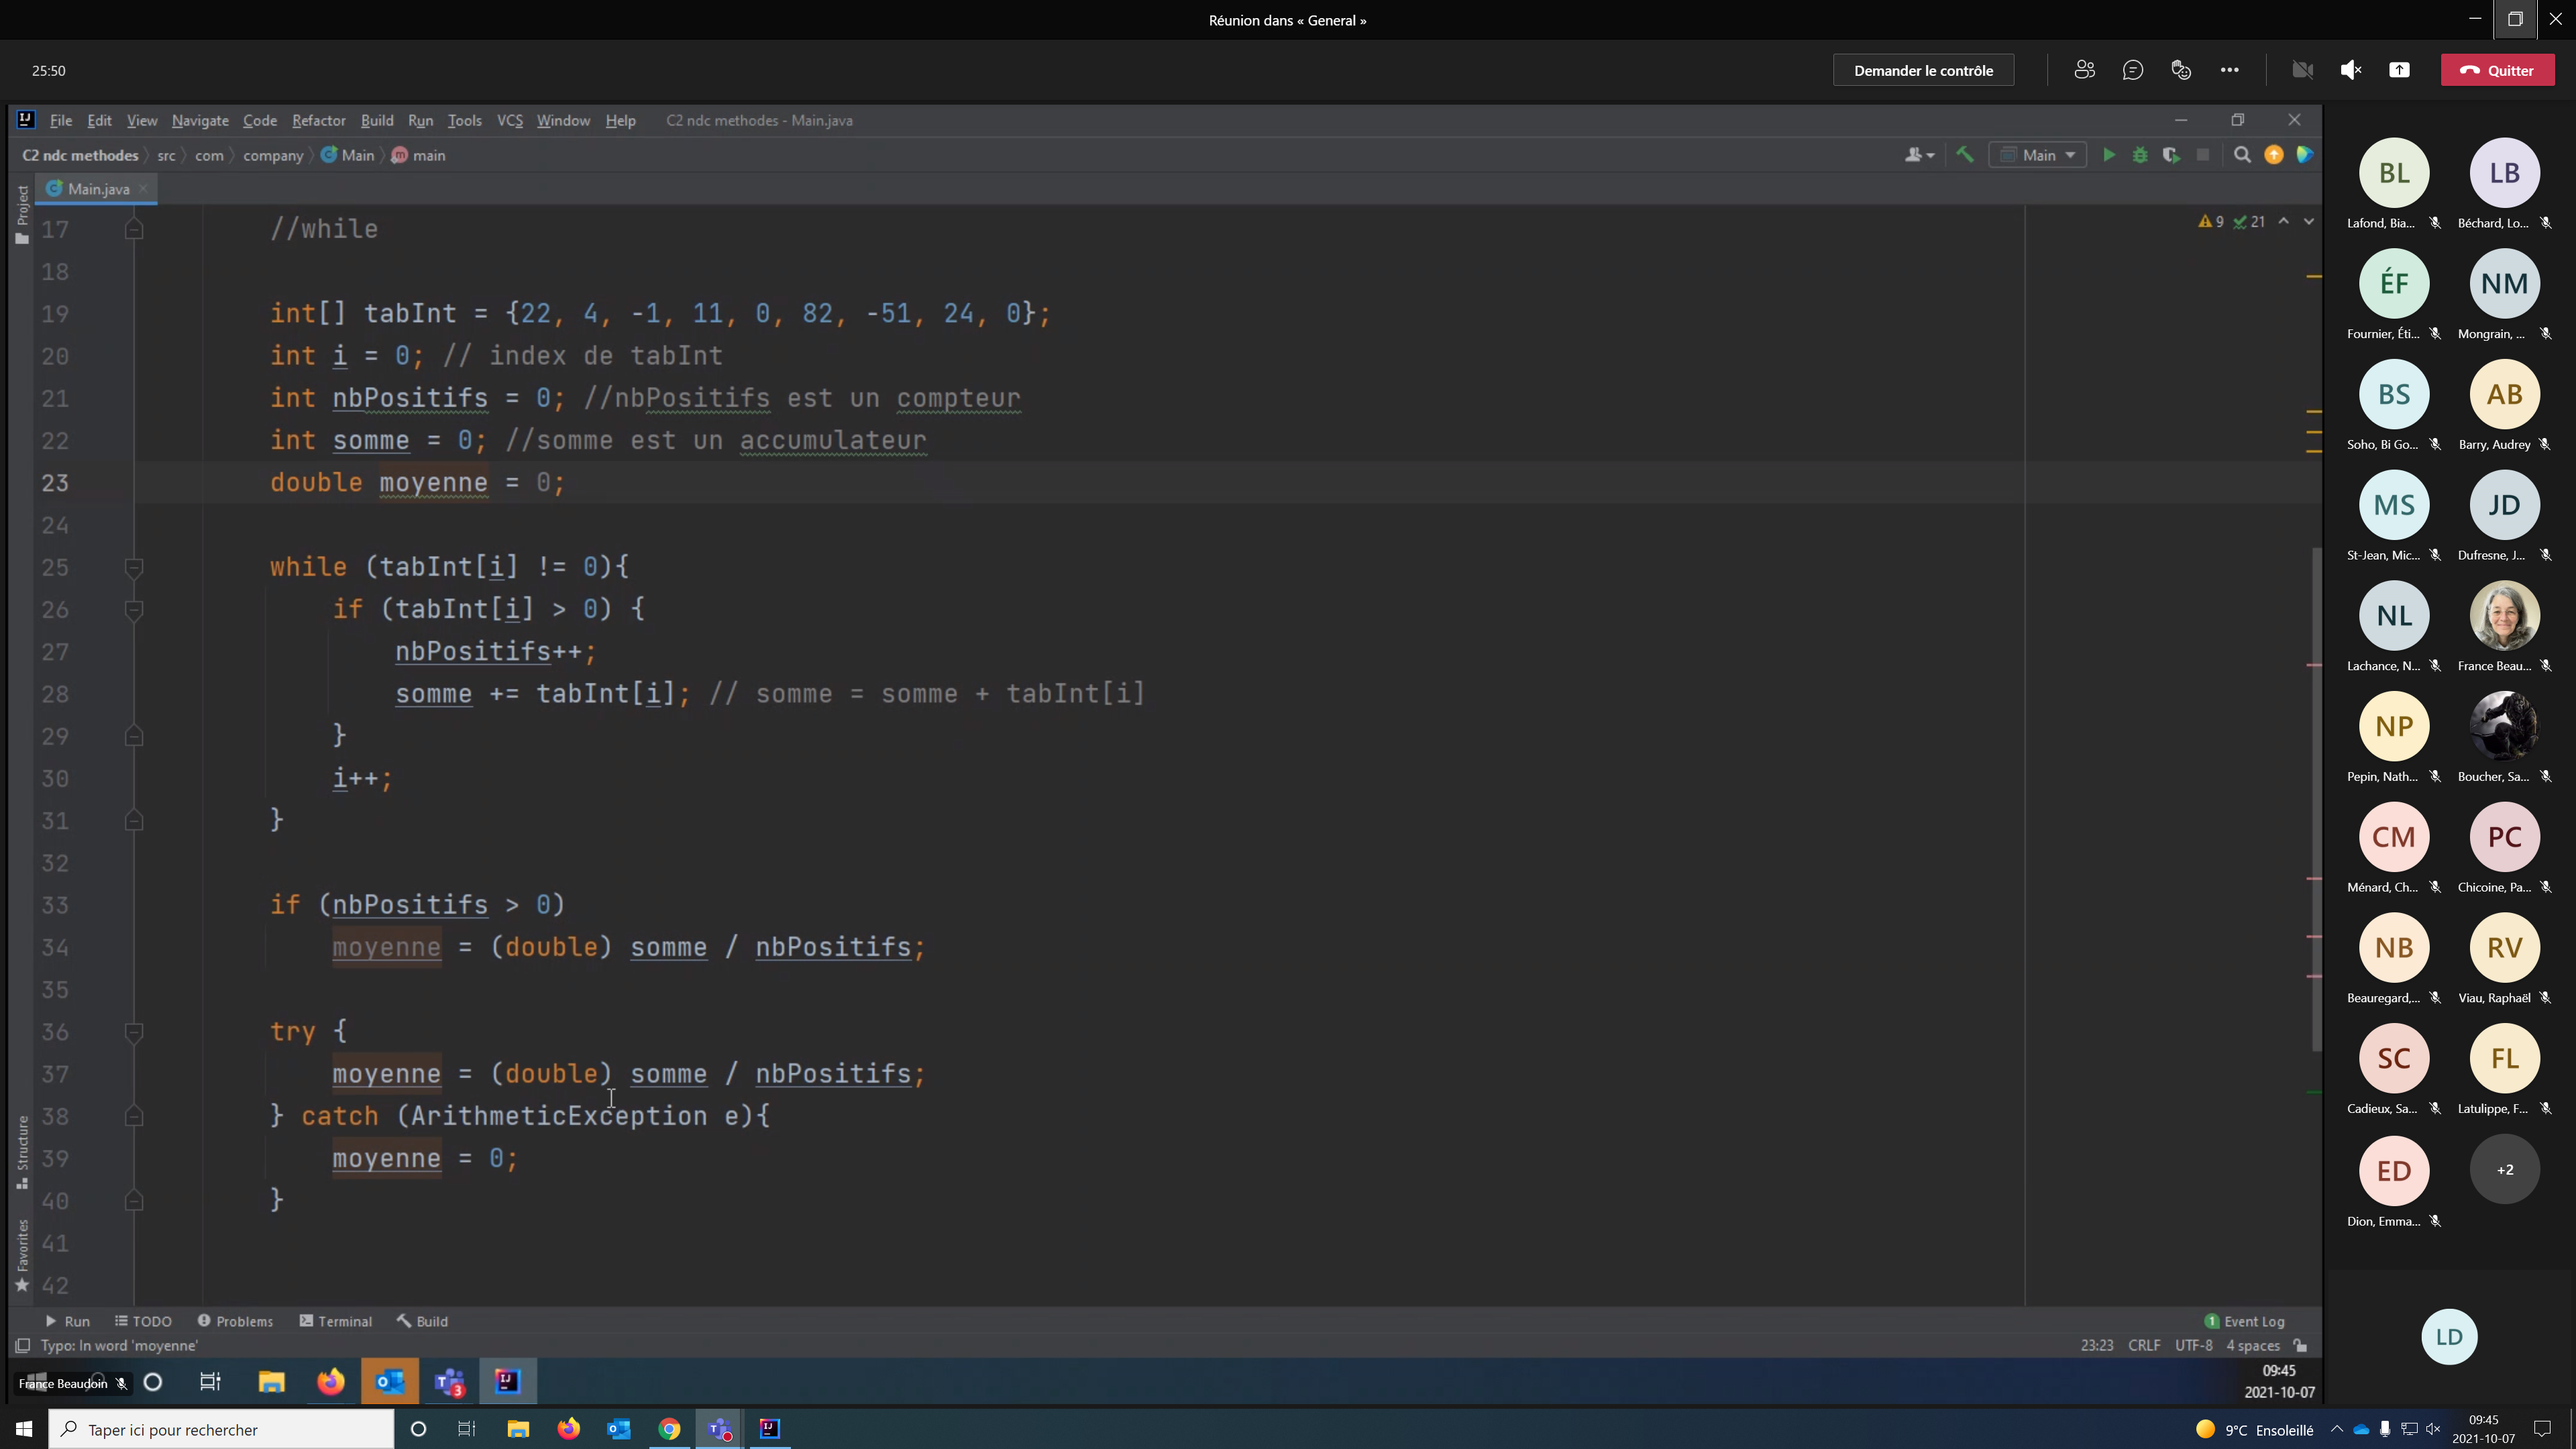 Réunion dans « General »
25:50
Demander le contrôle
Quitter
File Edit View Navigate Code Refactor Build Run Tools VCS Window Help C2 ndc methodes - Main.java
C2 ndc methodes src com company Main main
Main
Project
Main.java
9 21
17 //while
18
19 int[] tabInt = {22, 4, -1, 11, 0, 82, -51, 24, 0};
20 int i = 0; // index de tabInt
21 int nbPositifs = 0; //nbPositifs est un compteur
22 int somme = 0; //somme est un accumulateur
23 double moyenne = 0;
24
25 while (tabInt[i] != 0){
26 if (tabInt[i] > 0) {
27 nbPositifs++;
28 somme += tabInt[i]; // somme = somme + tabInt[i]
29 }
30 i++;
31 }
32
33 if (nbPositifs > 0)
34 moyenne = (double) somme / nbPositifs;
35
36 try {
37 moyenne = (double) somme / nbPositifs;
38 } catch (ArithmeticException e){
39 moyenne = 0;
40 }
41
42
Structure
Favorites
Run TODO Problems Terminal Build
1 Event Log
Typo: In word 'moyenne'
23:23 CRLF UTF-8 4 spaces
France Beaudoin
3
09:45
2021-10-07
BL LB
Lafond, Bia... Béchard, Lo...
ÉF NM
Fournier, Éti... Mongrain, ...
BS AB
Soho, Bi Go... Barry, Audrey
MS JD
St-Jean, Mic... Dufresne, J...
NL
Lachance, N... France Beau...
NP
Pepin, Nath... Boucher, Sa...
CM PC
Ménard, Ch... Chicoine, Pa...
NB RV
Beauregard,... Viau, Raphaël
SC FL
Cadieux, Sa... Latulippe, F...
ED +2
Dion, Emma...
LD
Taper ici pour rechercher
9°C Ensoleillé
09:45
2021-10-07